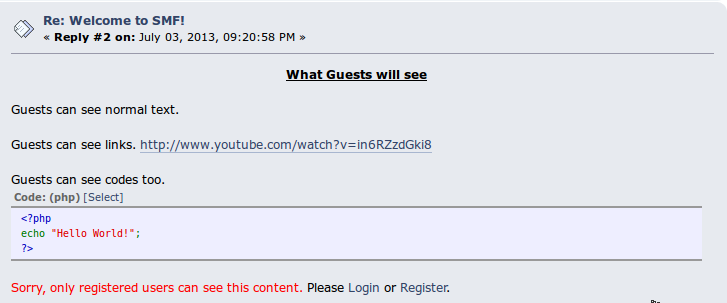 Re: Welcome to SMF!
« Reply #2 on: July 03, 2013, 09:20:58 PM »
What Guests will see
Guests can see normal text.
Guests can see links. http://www.youtube.com/watch?v=in6RZzdGki8
Guests can see codes too.
Code: (php) [Select]
<?php
echo "Hello World!";
?>
Sorry, only registered users can see this content. Please Login or Register.